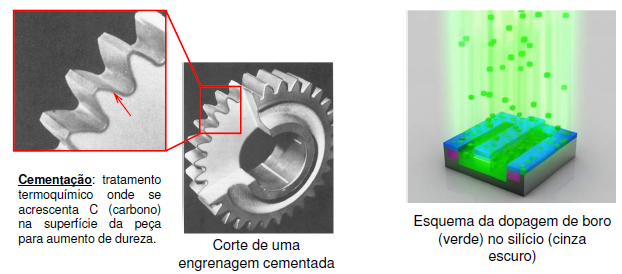 Cementação: tratamento
termoquímico onde se
acrescenta C (carbono)
na superfície da peça
para aumento de dureza.
Corte de uma
engrenagem cementada
Esquema da dopagem de boro
(verde) no silício (cinza
escuro)